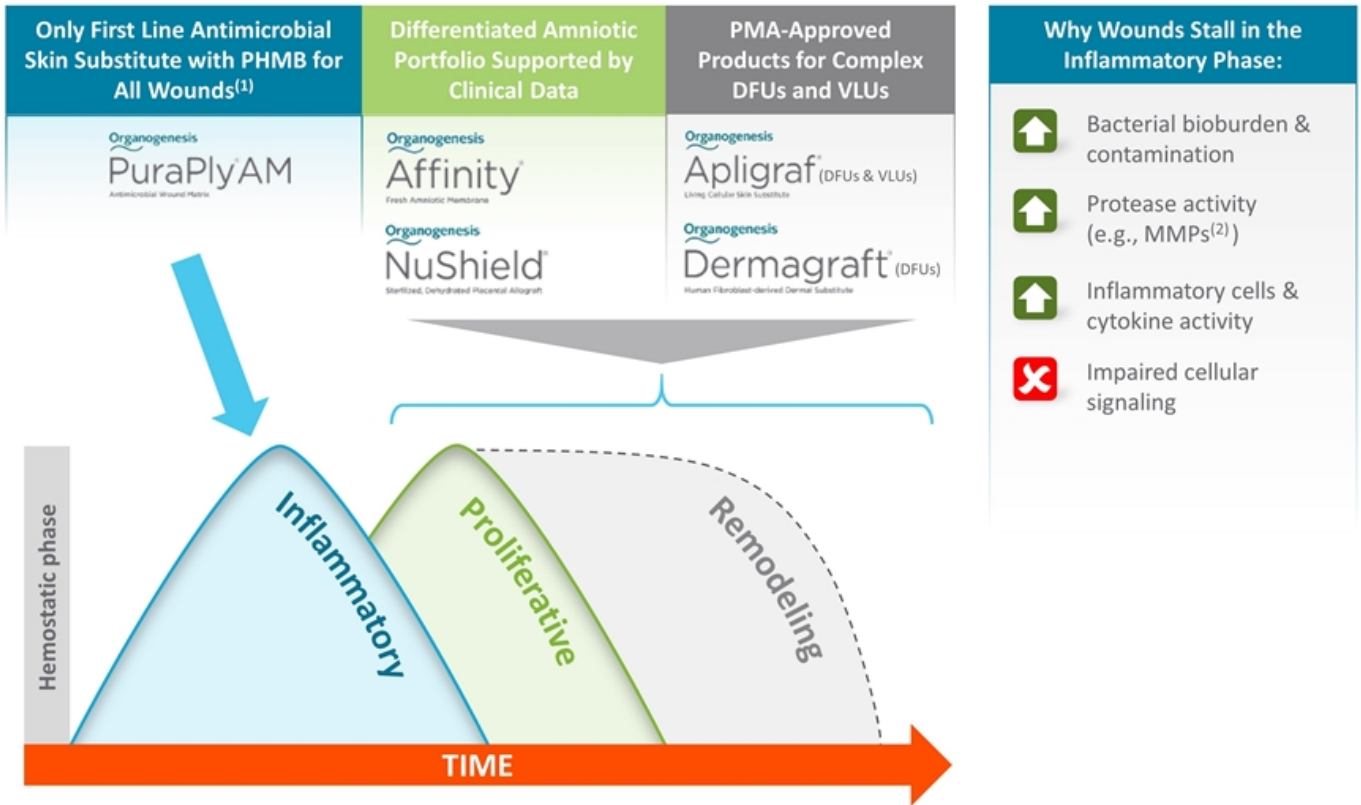 Only First Line Antimicrobial
Skin Substitute with PHMB for
All Wounds(1)
Organogenesis
PuraPly®AM
Antimicrobial Wound Matrix
Differentiated Amniotic
Portfolio Supported by
Clinical Data
Organogenesis
Affinity®
Fresh Amniotic Membrane
Organogenesis
NuShield®
Sterilized, Dehydrated Placental Allograft
PMA-Approved
Products for Complex
DFUs and VLUs
Organogenesis
Apligraf® (DFUs & VLUs)
Living Cellular Skin Substitute
Organogenesis
Dermagraft® (DFUs)
Human Fibroblast-derived Dermal Substitute
Hemostatic phase
Inflammatory
Proliferative
Remodeling
TIME
Why Wounds Stall in the
Inflammatory Phase:
Bacterial bioburden &
contamination
Protease activity
(e.g., MMPs(2))
Inflammatory cells &
cytokine activity
Impaired cellular
signaling